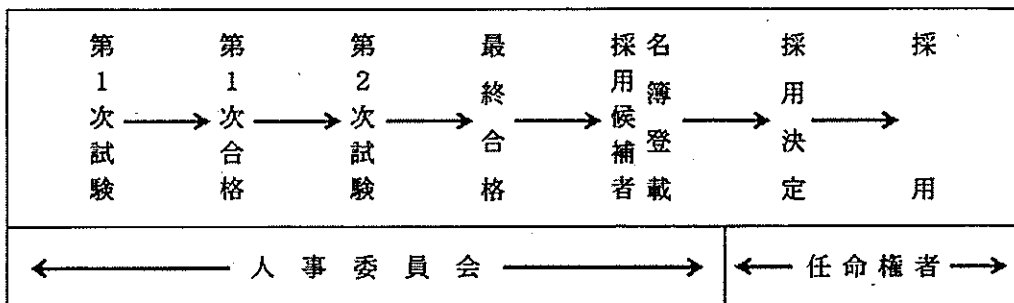 第1次試験
第1次合格
第2次試験
最終合格
採用候補者
名簿登載
採用決定
採用
人事委員会
任命権者